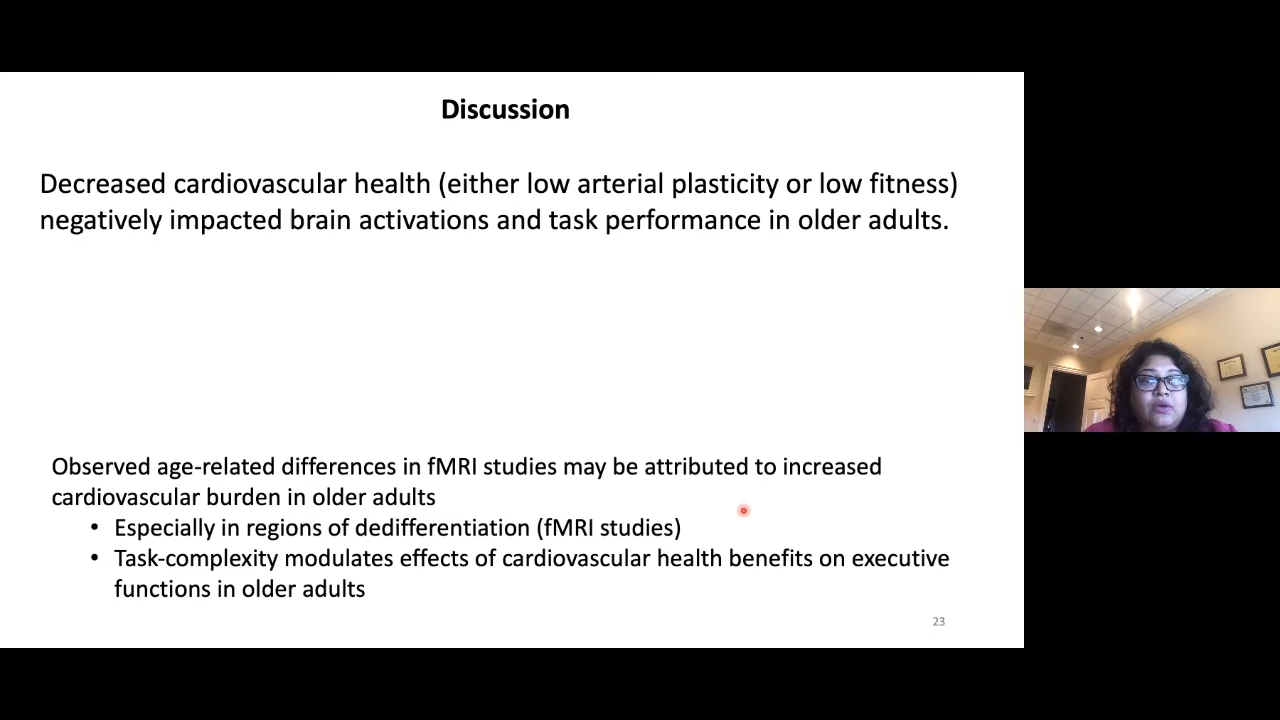 Discussion
Decreased cardiovascular health (either low arterial plasticity or low fitness)
negatively impacted brain activations and task performance in older adults.
Observed age-related differences in fMRI studies may be attributed to increased
cardiovascular burden in older adults
• Especially in regions of dedifferentiation (fMRI studies)
• Task-complexity modulates effects of cardiovascular health benefits on executive
functions in older adults
23